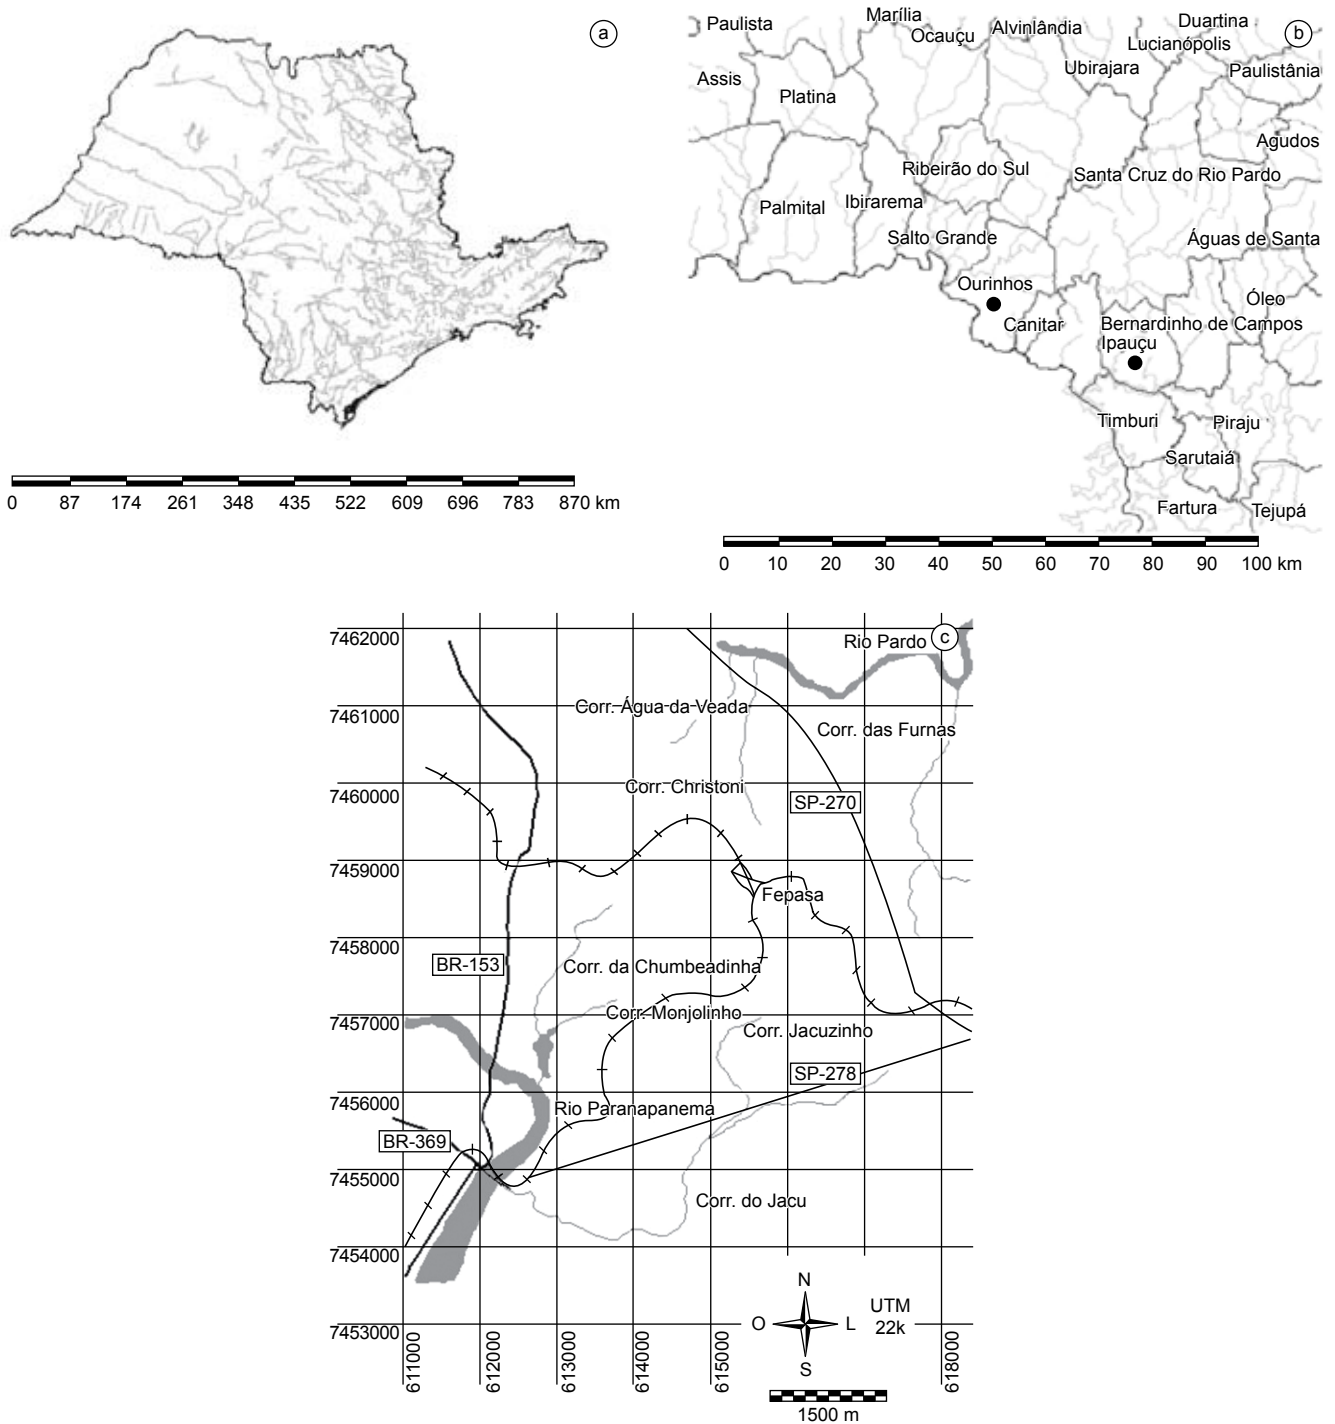 a
0 87 174 261 348 435 522 609 696 783 870 km
b
Paulista
Marília
Ocauçu
Alvinlândia
Duartina
Lucianópolis
Assis
Platina
Ubirajara
Paulistânia
Agudos
Ribeirão do Sul
Santa Cruz do Rio Pardo
Palmital
Ibirarema
Salto Grande
Águas de Santa
Ourinhos
Óleo
Canitar
Bernardinho de Campos
Ipauçu
Timburi
Piraju
Sarutaiá
Fartura
Tejupá
0 10 20 30 40 50 60 70 80 90 100 km
c
7462000
Rio Pardo
7461000
Corr. Água da Veada
Corr. das Furnas
7460000
Corr. Christoni
SP-270
7459000
Fepasa
7458000
BR-153
Corr. da Chumbeadinha
7457000
Corr. Monjolinho
Corr. Jacuzinho
SP-278
7456000
Rio Paranapanema
BR-369
7455000
Corr. do Jacu
7454000
7453000
N
O
L
S
UTM
22k
611000
612000
613000
614000
615000
618000
1500 m